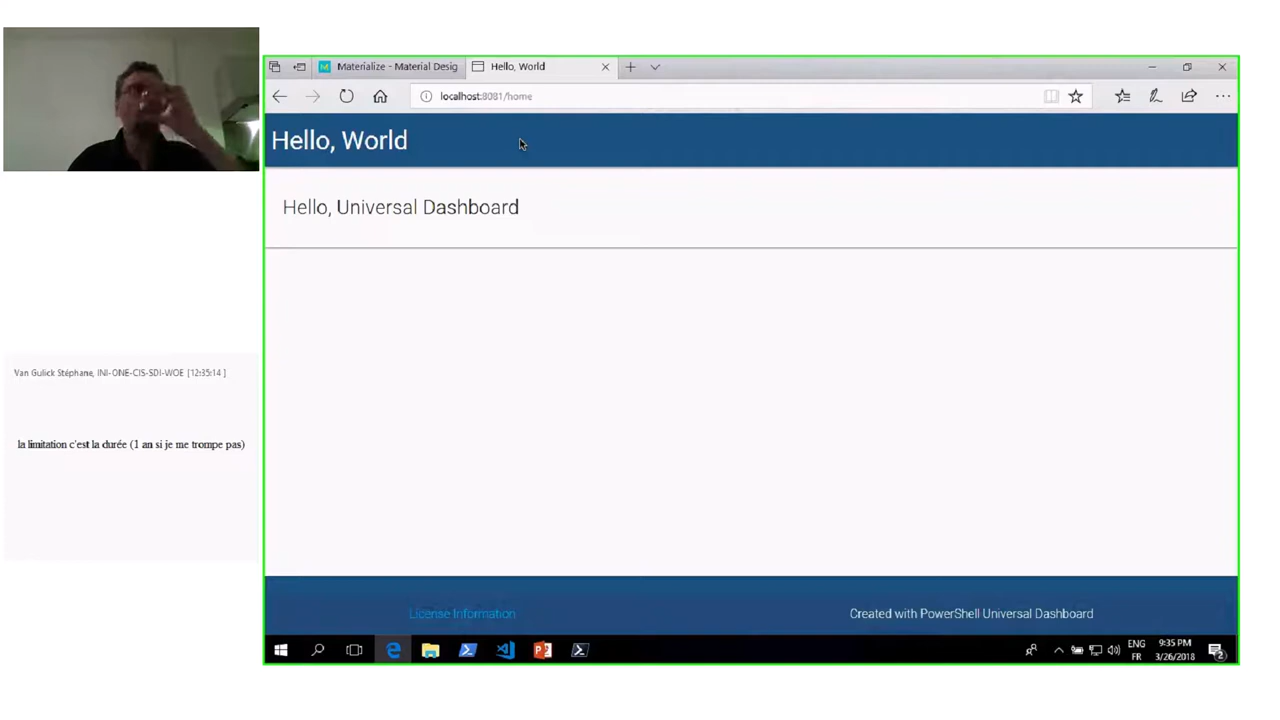 Materialize - Material Desig
Hello, World
localhost:8081/home
Hello, World
Hello, Universal Dashboard
Van Gulick Stéphane, INI-ONE-CIS-SDI-WOE [12:35:14 ]
la limitation c'est la durée (1 an si je me trompe pas)
License Information
Created with PowerShell Universal Dashboard
ENG
FR
9:35 PM
3/26/2018
2